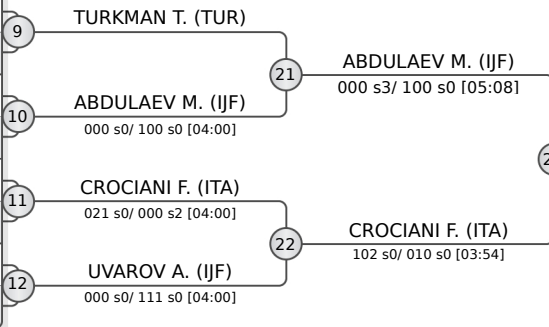 9
TURKMAN T. (TUR)
21
ABDULAEV M. (IJF)
000 s3/ 100 s0 [05:08]
10
ABDULAEV M. (IJF)
000 s0/ 100 s0 [04:00]
11
CROCIANI F. (ITA)
021 s0/ 000 s2 [04:00]
22
CROCIANI F. (ITA)
102 s0/ 010 s0 [03:54]
12
UVAROV A. (IJF)
000 s0/ 111 s0 [04:00]